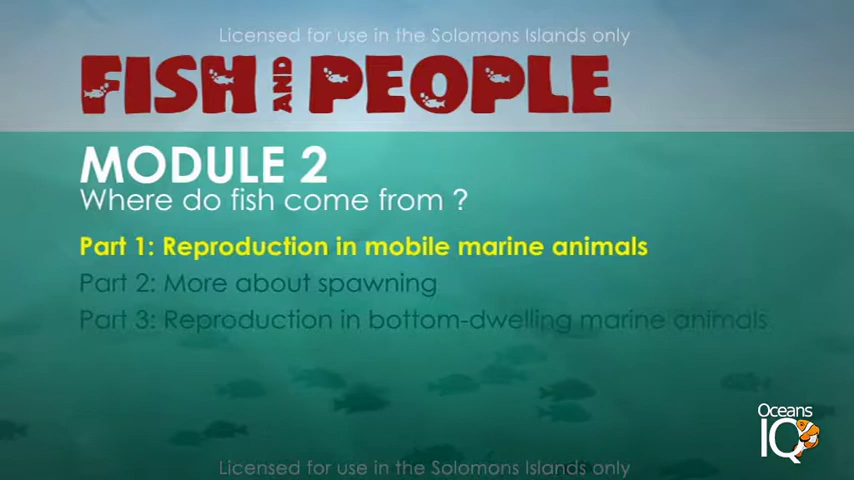 Licensed for use in the Solomons Islands only
FISH AND PEOPLE
MODULE 2
Where do fish come from ?
Part 1: Reproduction in mobile marine animals
Part 2: More about spawning
Part 3: Reproduction in bottom-dwelling marine animals
Oceans
IQ
Licensed for use in the Solomons Islands only